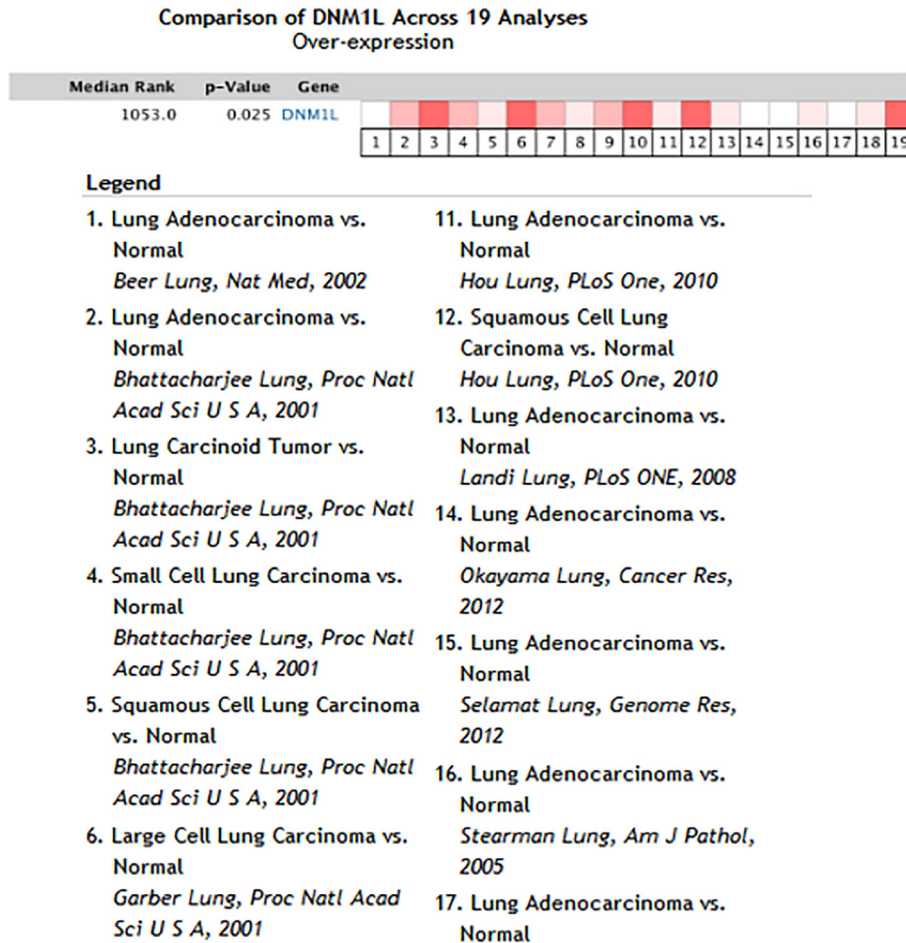 Comparison of DNM1L Across 19 Analyses
Over-expression
Median Rank p-Value Gene
1053.0 0.025 DNM1L
1 2 3 4 5 6 7 8 9 10 11 12 13 14 15 16 17 18 19
Legend
1. Lung Adenocarcinoma vs.
Normal
Beer Lung, Nat Med, 2002
2. Lung Adenocarcinoma vs.
Normal
Bhattacharjee Lung, Proc Natl
Acad Sci U S A, 2001
3. Lung Carcinoid Tumor vs.
Normal
Bhattacharjee Lung, Proc Natl
Acad Sci U S A, 2001
4. Small Cell Lung Carcinoma vs.
Normal
Bhattacharjee Lung, Proc Natl
Acad Sci U S A, 2001
5. Squamous Cell Lung Carcinoma
vs. Normal
Bhattacharjee Lung, Proc Natl
Acad Sci U S A, 2001
6. Large Cell Lung Carcinoma vs.
Normal
Garber Lung, Proc Natl Acad
Sci U S A, 2001
11. Lung Adenocarcinoma vs.
Normal
Hou Lung, PLoS One, 2010
12. Squamous Cell Lung
Carcinoma vs. Normal
Hou Lung, PLoS One, 2010
13. Lung Adenocarcinoma vs.
Normal
Landi Lung, PLoS ONE, 2008
14. Lung Adenocarcinoma vs.
Normal
Okayama Lung, Cancer Res,
2012
15. Lung Adenocarcinoma vs.
Normal
Selamat Lung, Genome Res,
2012
16. Lung Adenocarcinoma vs.
Normal
Stearman Lung, Am J Pathol,
2005
17. Lung Adenocarcinoma vs.
Normal